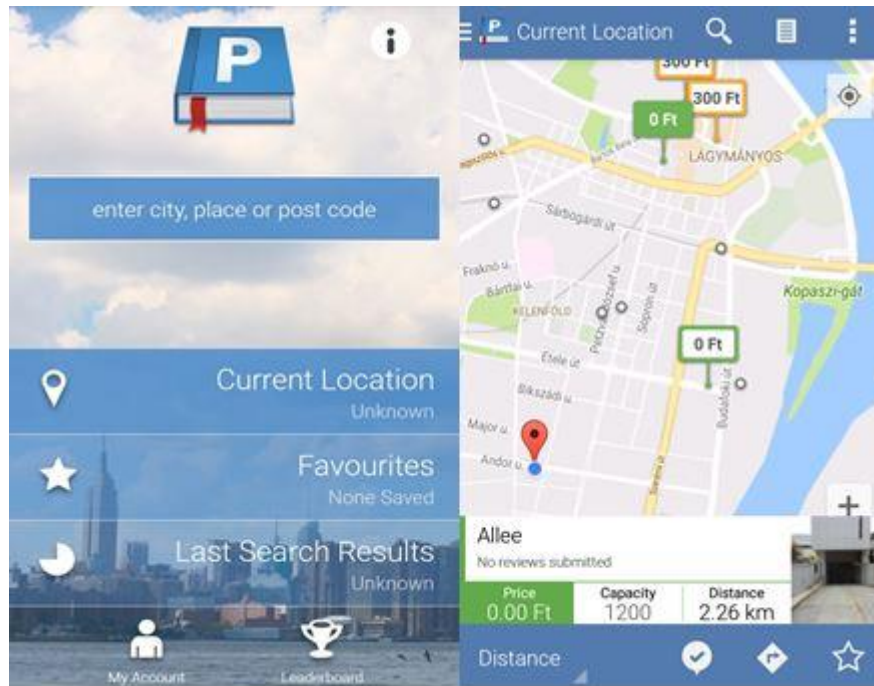 P
i
enter city, place or post code
Current Location
Unknown
Favourites
None Saved
Last Search Results
Unknown
My Account
Leaderboard
P
Current Location
300 Ft
300 Ft
0 Ft
LÁGYMÁNYOS
Sárbogárdi út
Fraknó u.
Bártfai u.
KELENFÖLD
Sopron út
Kopaszi-gát
0 Ft
Etele út
Bikszádi u.
Budafoki út
Major u.
Andor u.
+
Allee
No reviews submitted
Price
Capacity
Distance
0.00 Ft
1200
2.26 km
Distance